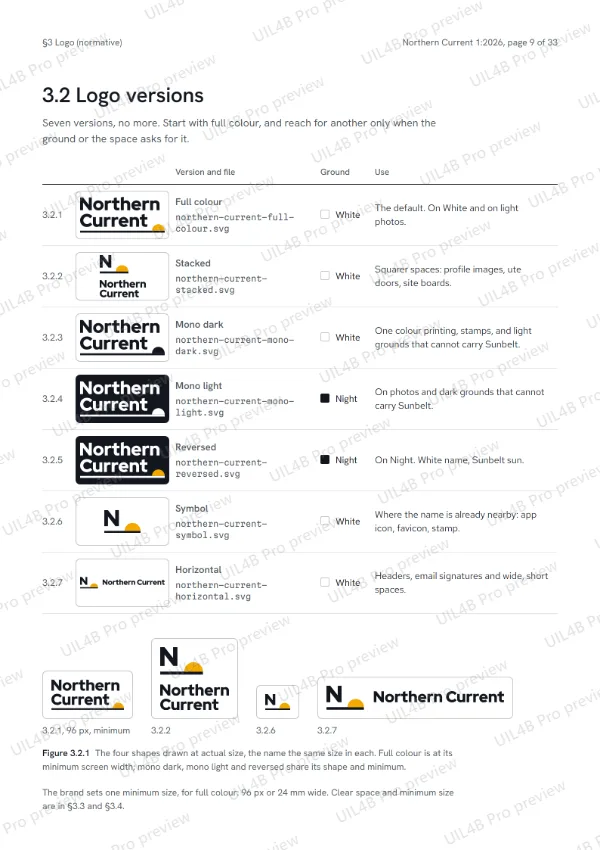 §3 Logo (normative)
Northern Current 1:2026, page 9 of 33
3.2 Logo versions
Seven versions, no more. Start with full colour, and reach for another only when the
ground or the space asks for it.
Version and file
Ground
Use
3.2.1
Northern
Current
Full colour
northern-current-full-
colour.svg
White
The default. On White and on light
photos.
3.2.2
N
Northern
Current
Stacked
northern-current-
stacked.svg
White
Squarer spaces: profile images, ute
doors, site boards.
3.2.3
Northern
Current
Mono dark
northern-current-mono-
dark.svg
White
One colour printing, stamps, and light
grounds that cannot carry Sunbelt.
3.2.4
Northern
Current
Mono light
northern-current-mono-
light.svg
Night
On photos and dark grounds that cannot
carry Sunbelt.
3.2.5
Northern
Current
Reversed
northern-current-
reversed.svg
Night
On Night. White name, Sunbelt sun.
3.2.6
N
Symbol
northern-current-
symbol.svg
White
Where the name is already nearby: app
icon, favicon, stamp.
3.2.7
N Northern Current
Horizontal
northern-current-
horizontal.svg
White
Headers, email signatures and wide, short
spaces.
Northern
Current
N
Northern
Current
N
N Northern Current
3.2.1, 96 px, minimum
3.2.2
3.2.6
3.2.7
Figure 3.2.1 The four shapes drawn at actual size, the name the same size in each. Full colour is at its
minimum screen width; mono dark, mono light and reversed share its shape and minimum.
The brand sets one minimum size, for full colour: 96 px or 24 mm wide. Clear space and minimum size
are in §3.3 and §3.4.
UIL4B Pro preview